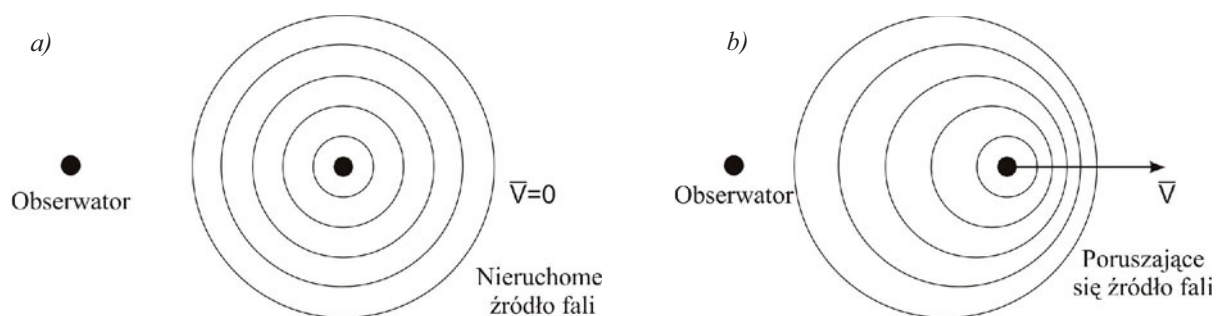 a)
Obserwator
V̅=0
Nieruchome
źródło fali
b)
Obserwator
V̅
Poruszające
się źródło fali